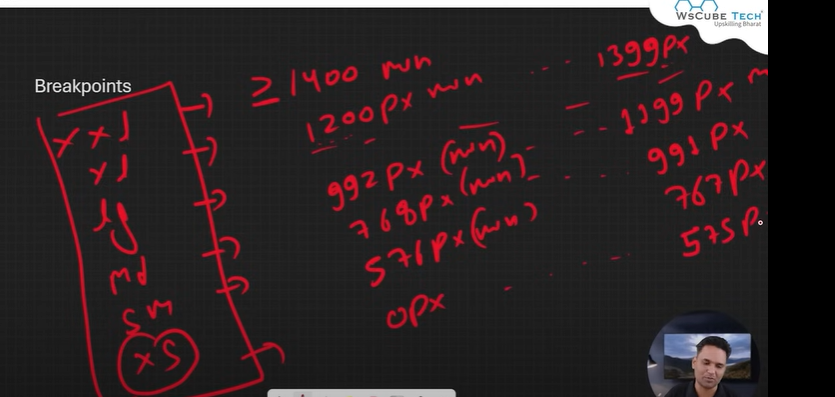 WsCube Tech
Upskilling Bharat
Breakpoints
xxl
xl
lg
md
sm
xs
≥ 1400 min
1200px min --- 1399px
992px (min) --- 1199px m
768px (min) --- 991px
576px (min) 767px
0px --- 575p